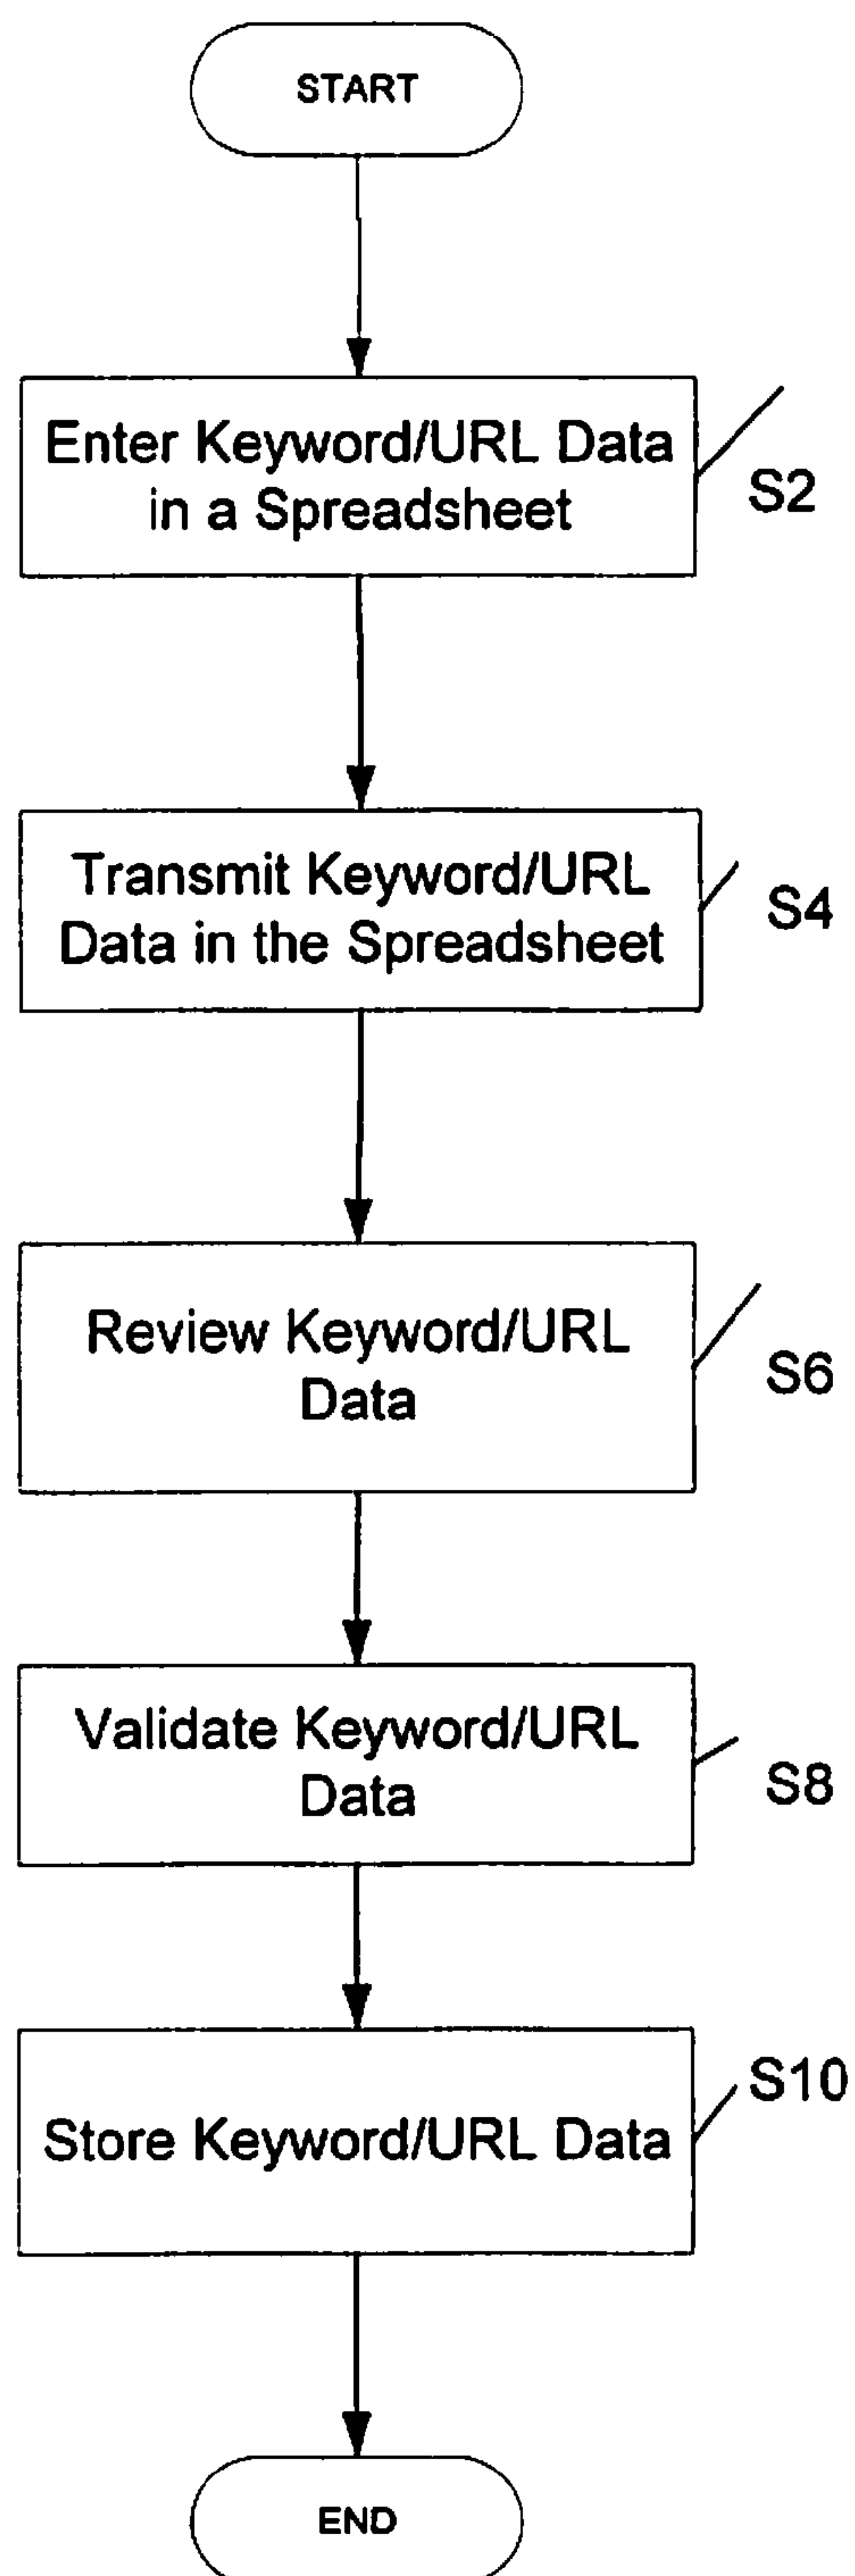 START
Enter Keyword/URL Data
in a Spreadsheet
S2
Transmit Keyword/URL
Data in the Spreadsheet
S4
Review Keyword/URL
Data
S6
Validate Keyword/URL
Data
S8
Store Keyword/URL Data
S10
END